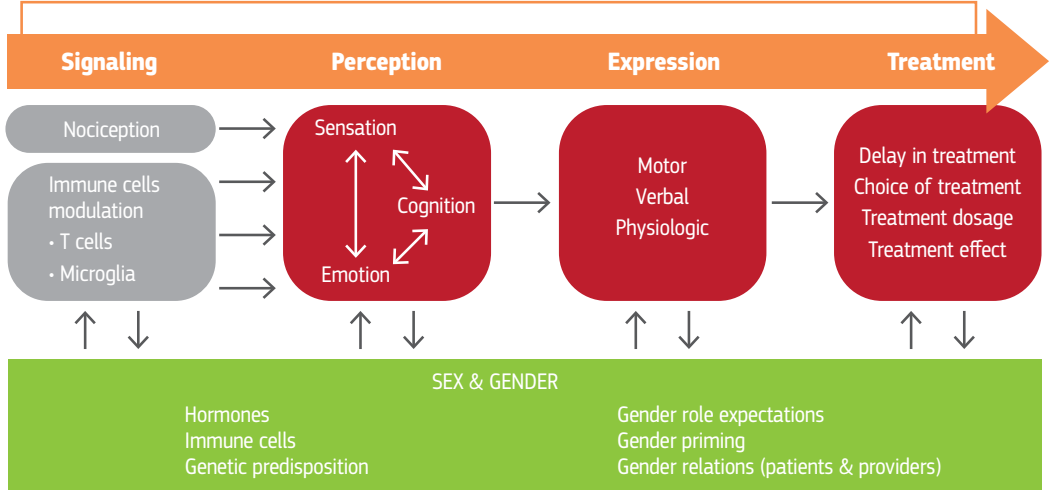 Signaling
Perception
Expression
Treatment
Nociception
Immune cells
modulation
• T cells
• Microglia
Sensation
Cognition
Emotion
Motor
Verbal
Physiologic
Delay in treatment
Choice of treatment
Treatment dosage
Treatment effect
SEX & GENDER
Hormones
Immune cells
Genetic predisposition
Gender role expectations
Gender priming
Gender relations (patients & providers)